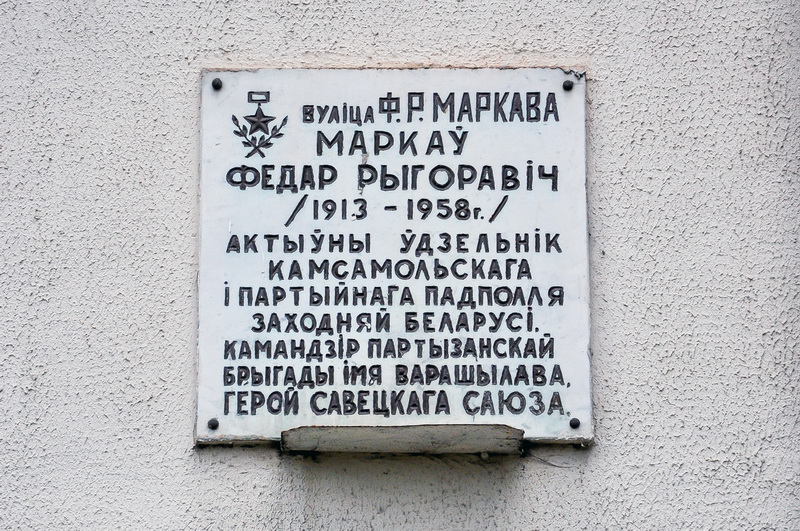 вуліца Ф. Р. МАРКАВА
МАРКАЎ
ФЕДАР РЫГОРАВІЧ
/1913 - 1958г./
АКТЫЎНЫ ЎДЗЕЛЬНІК
КАМСАМОЛЬСКАГА
І ПАРТЫЙНАГА ПАДПОЛЛЯ
ЗАХОДНЯЙ БЕЛАРУСІ.
КАМАНДЗІР ПАРТЫЗАНСКАЙ
БРЫГАДЫ ІМЯ ВАРАШЫЛАВА,
ГЕРОЙ САВЕЦКАГА САЮЗА.